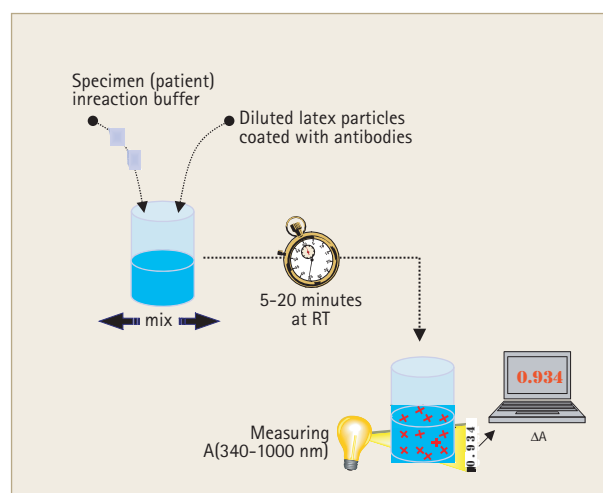 Specimen (patient)
inreaction buffer
Diluted latex particles
coated with antibodies
mix
5-20 minutes
at RT
Measuring
A(340-1000 nm)
0.934
0.934
ΔA